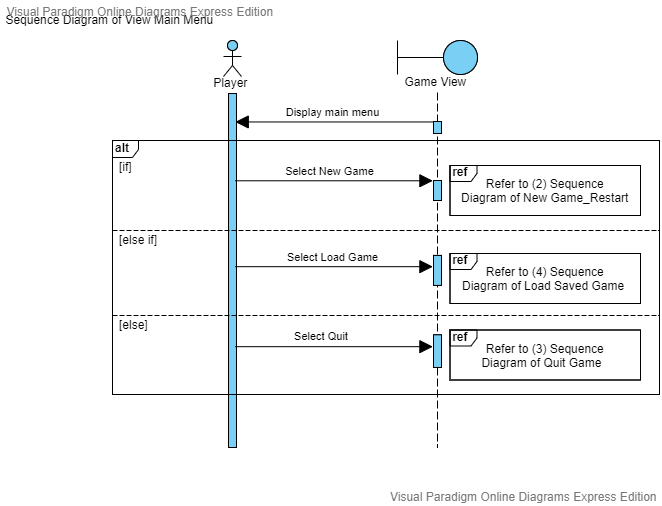 Visual Paradigm Online Diagrams Express Edition
Sequence Diagram of View Main Menu
Player
Game View
Display main menu
alt
[if]
Select New Game
ref
Refer to (2) Sequence
Diagram of New Game_Restart
[else if]
Select Load Game
ref
Refer to (4) Sequence
Diagram of Load Saved Game
[else]
Select Quit
ref
Refer to (3) Sequence
Diagram of Quit Game
Visual Paradigm Online Diagrams Express Edition